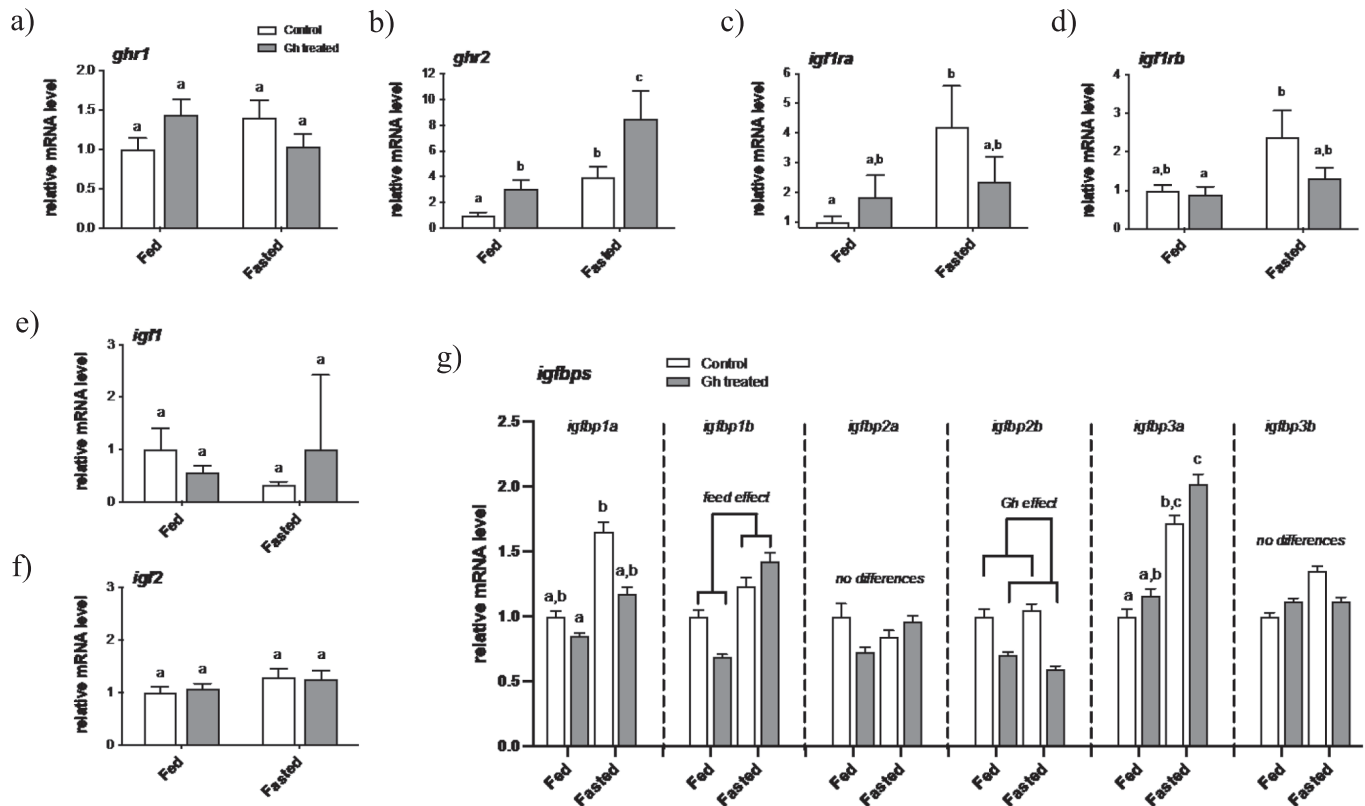 a)
ghr1
Control
Gh treated
relative mRNA level
2.0
1.5
1.0
0.5
0.0
a
a
a
a
Fed
Fasted
b)
ghr2
relative mRNA level
12
10
8
6
4
2
0
a
b
b
c
Fed
Fasted
c)
igf1ra
relative mRNA level
6
5
4
3
2
1
a
a,b
b
a,b
Fed
Fasted
d)
igf1rb
relative mRNA level
4
3
2
1
0
a,b
a
b
a,b
Fed
Fasted
e)
igf1
relative mRNA level
3
2
1
0
a
a
a
a
Fed
Fasted
f)
igf2
relative mRNA level
3
2
1
0
a
a
a
a
Fed
Fasted
g)
igfbps
Control
Gh treated
relative mRNA level
2.5
2.0
1.5
1.0
0.5
0.0
igfbp1a
igfbp1b
igfbp2a
igfbp2b
igfbp3a
igfbp3b
a,b
a
b
a,b
feed effect
no differences
Gh effect
a
a,b
b,c
c
no differences
Fed
Fasted
Fed
Fasted
Fed
Fasted
Fed
Fasted
Fed
Fasted
Fed
Fasted